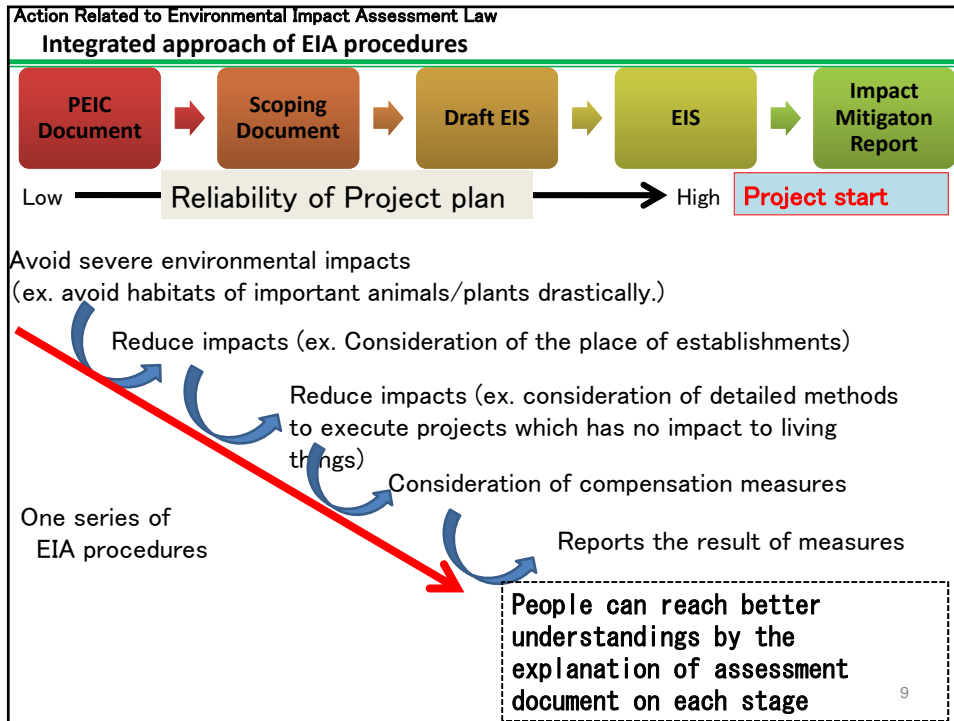 Action Related to Environmental Impact Assessment Law
Integrated approach of EIA procedures
PEIC
Document
Scoping
Document
Draft EIS
EIS
Impact
Mitigaton
Report
Low
Reliability of Project plan
High
Project start
Avoid severe environmental impacts
(ex. avoid habitats of important animals/plants drastically.)
Reduce impacts (ex. Consideration of the place of establishments)
Reduce impacts (ex. consideration of detailed methods
to execute projects which has no impact to living
things)
Consideration of compensation measures
One series of
EIA procedures
Reports the result of measures
People can reach better
understandings by the
explanation of assessment
document on each stage
9